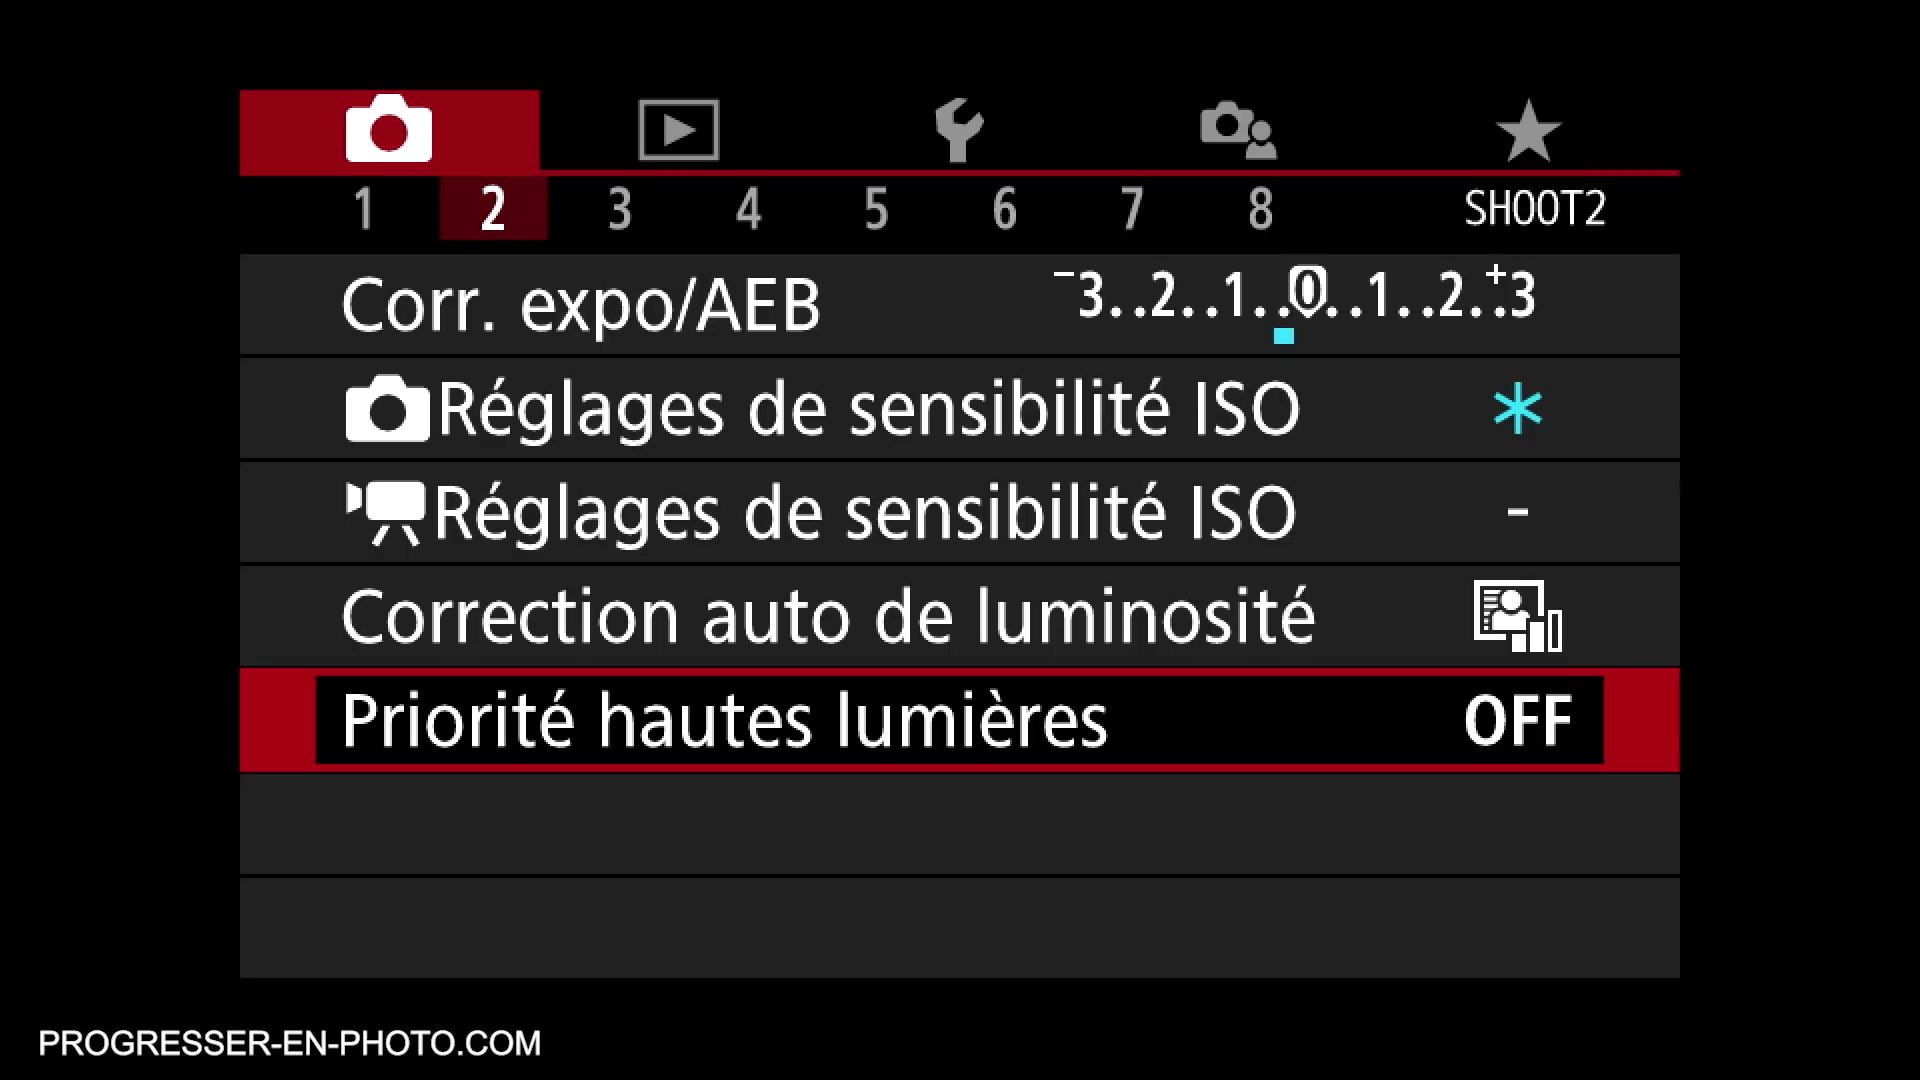 1 2 3 4 5 6 7 8 SHOOT2
Corr. expo/AEB -3..2..1..0..1..2..+3
Réglages de sensibilité ISO
Réglages de sensibilité ISO -
Correction auto de luminosité
Priorité hautes lumières OFF
PROGRESSER-EN-PHOTO.COM